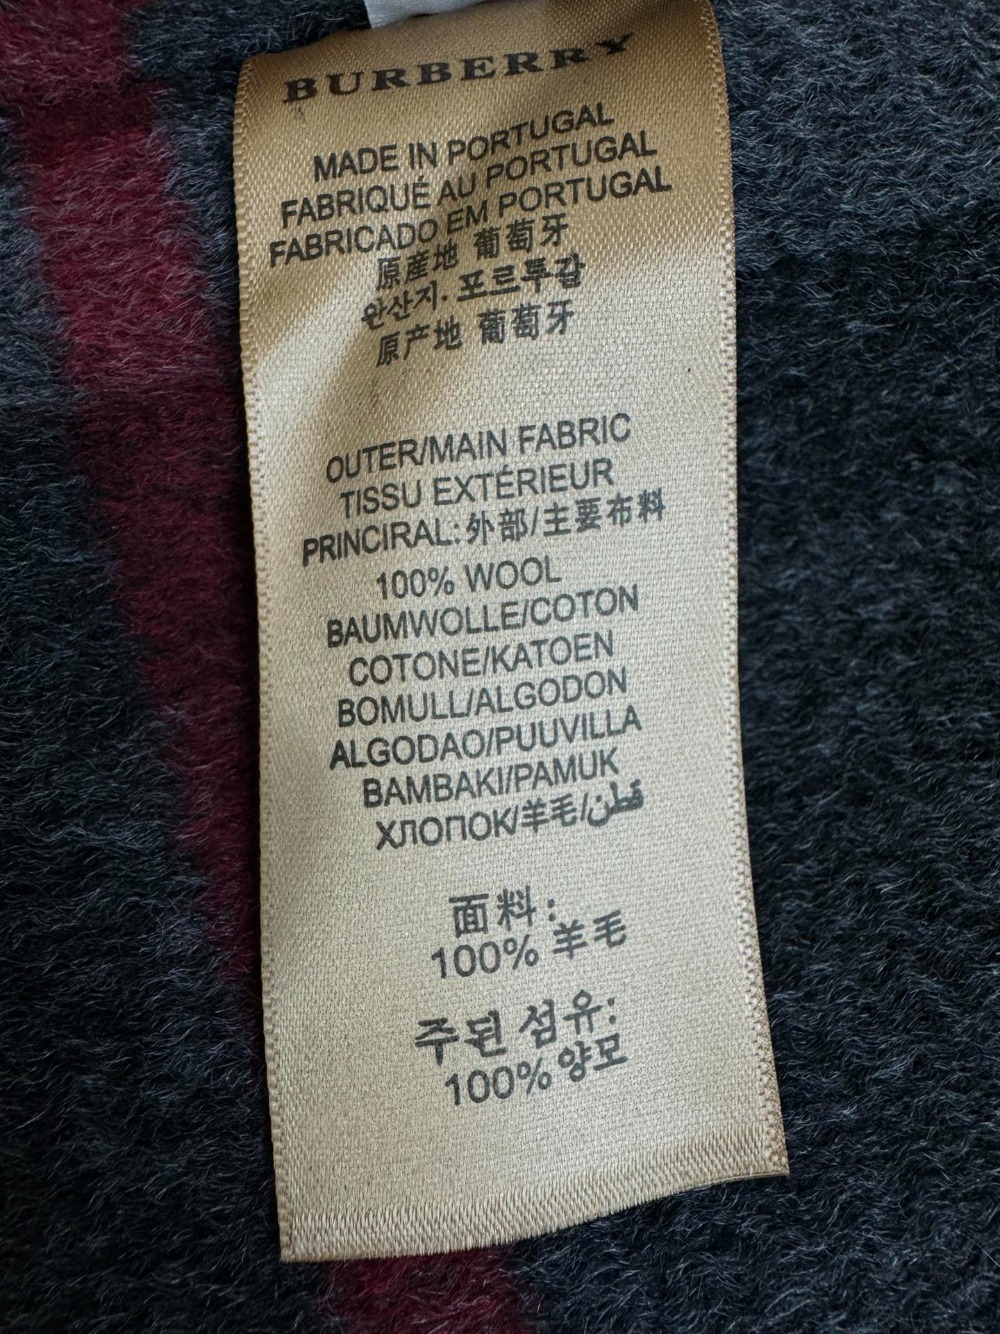 BURBERRY
MADE IN PORTUGAL
FABRIQUÉ AU PORTUGAL
FABRICADO EM PORTUGAL
原産地 葡萄牙
완산지. 포르투갈
原产地 葡萄牙
OUTER/MAIN FABRIC
TISSU EXTÉRIEUR
PRINCIRAL:外部/主要布料
100% WOOL
BAUMWOLLE/COTON
COTONE/KATOEN
BOMULL/ALGODON
ALGODAO/PUUVILLA
BAMBAKI/PAMUK
ХЛОПОК/羊毛/قطن
面料:
100% 羊毛
주된 섬유:
100% 양모